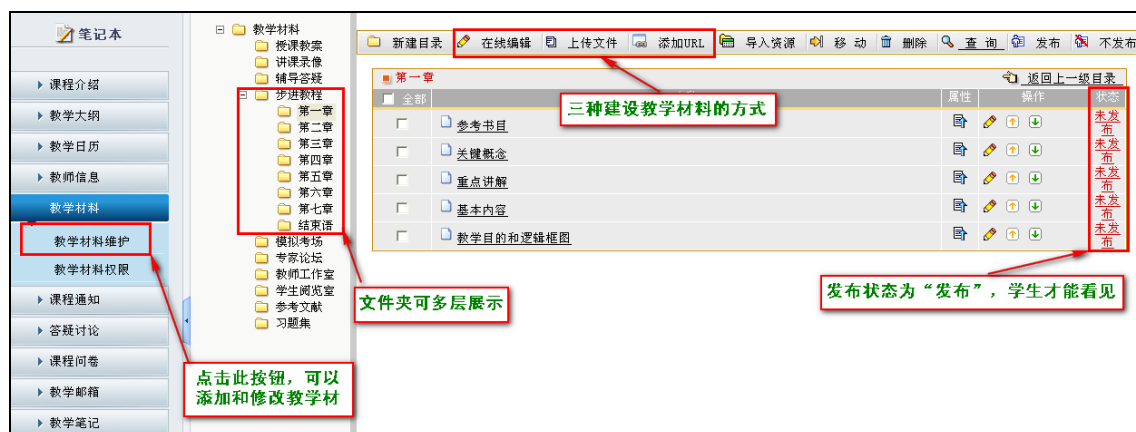 笔记本
课程介绍
教学大纲
教学日历
教师信息
教学材料
教学材料维护
教学材料权限
课程通知
答疑讨论
课程问卷
教学邮箱
教学笔记
教学材料
授课教案
讲课录像
辅导答疑
步进教程
第一章
第二章
第三章
第四章
第五章
第六章
第七章
结束语
模拟考场
专家论坛
教师工作室
学生阅览室
参考文献
习题集
新建目录 在线编辑 上传文件 添加URL 导入资源 移动 删除 查询 发布 不发布
第一章 返回上一级目录
全部 属性 操作 状态
参考书目 未发布
关键概念 未发布
重点讲解 未发布
基本内容 未发布
教学目的和逻辑框图 未发布
三种建设教学材料的方式
文件夹可多层展示
发布状态为“发布”，学生才能看见
点击此按钮，可以
添加和修改教学材